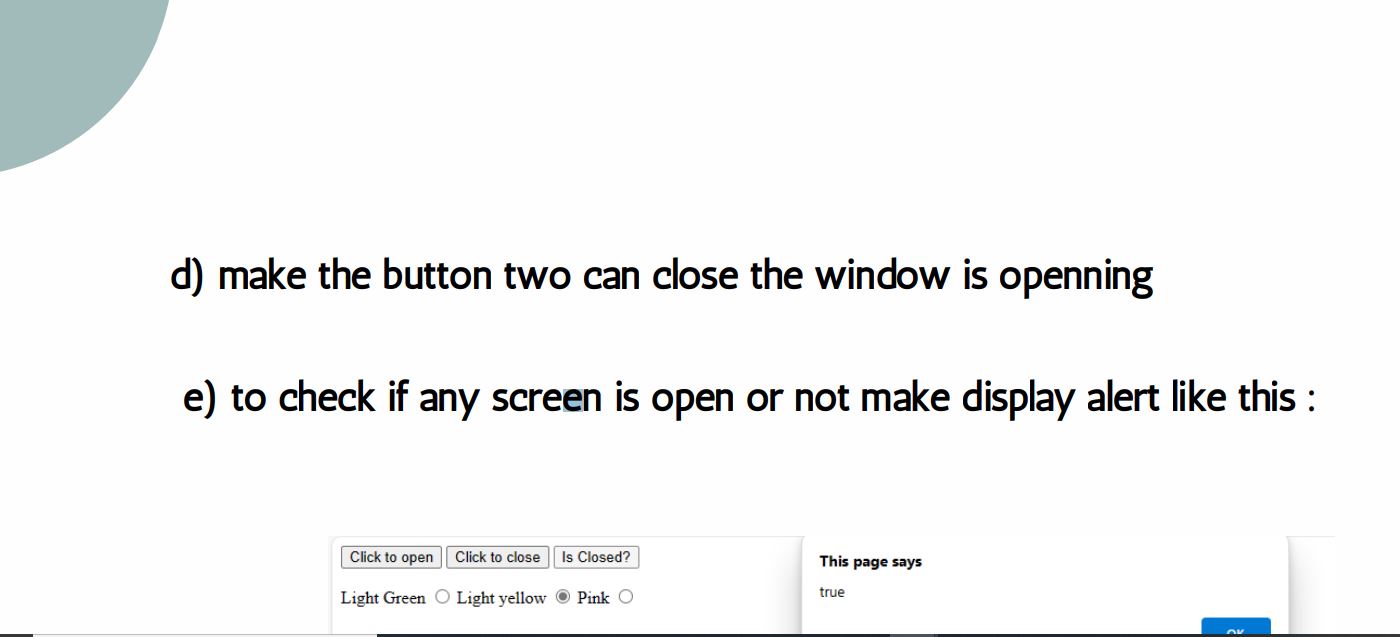 d) make the button two can close the window is openning
e) to check if any screen is open or not make display alert like this :
Click to open Click to close Is Closed?
This page says
true
Light Green Light yellow Pink
OK